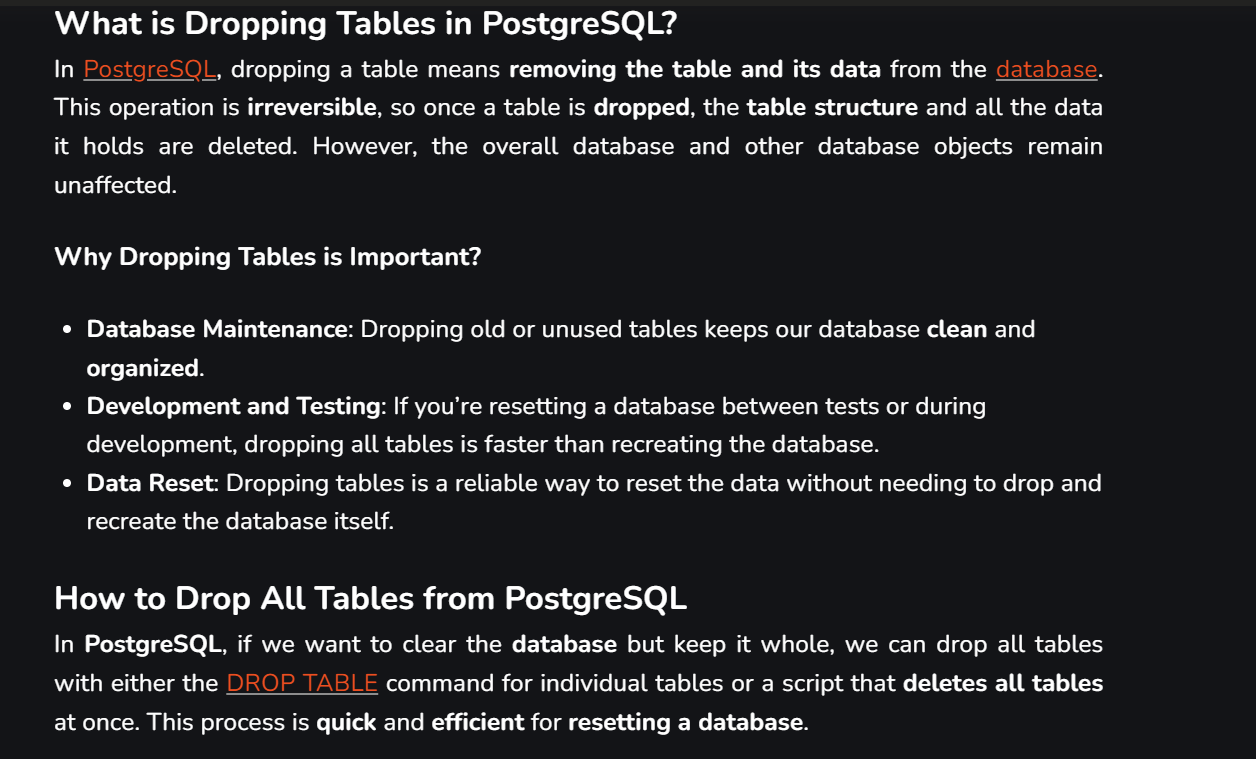 What is Dropping Tables in PostgreSQL?
In PostgreSQL, dropping a table means removing the table and its data from the database.
This operation is irreversible, so once a table is dropped, the table structure and all the data
it holds are deleted. However, the overall database and other database objects remain
unaffected.
Why Dropping Tables is Important?
• Database Maintenance: Dropping old or unused tables keeps our database clean and
organized.
• Development and Testing: If you’re resetting a database between tests or during
development, dropping all tables is faster than recreating the database.
• Data Reset: Dropping tables is a reliable way to reset the data without needing to drop and
recreate the database itself.
How to Drop All Tables from PostgreSQL
In PostgreSQL, if we want to clear the database but keep it whole, we can drop all tables
with either the DROP TABLE command for individual tables or a script that deletes all tables
at once. This process is quick and efficient for resetting a database.